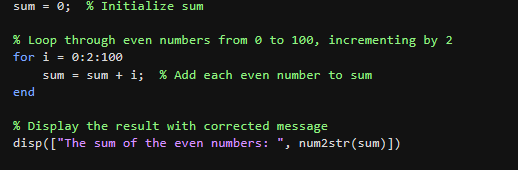 sum = 0;  % Initialize sum

% Loop through even numbers from 0 to 100, incrementing by 2
for i = 0:2:100
    sum = sum + i;  % Add each even number to sum
end

% Display the result with corrected message
disp(["The sum of the even numbers: ", num2str(sum)])